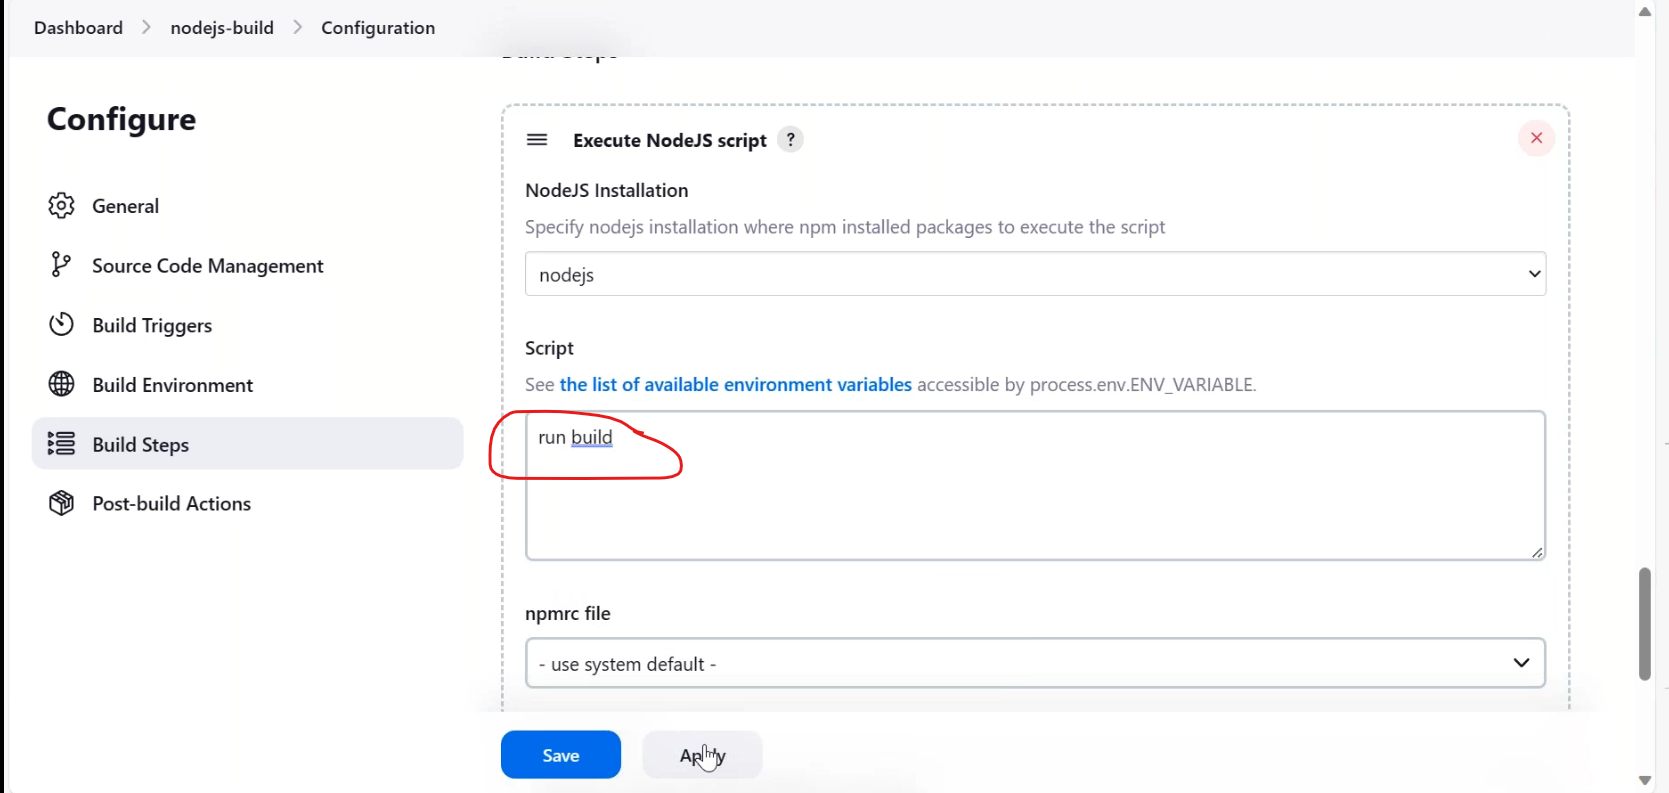 Dashboard > nodejs-build > Configuration
Build Steps
Configure
General
Source Code Management
Build Triggers
Build Environment
Build Steps
Post-build Actions
Execute NodeJS script ?
NodeJS Installation
Specify nodejs installation where npm installed packages to execute the script
nodejs
Script
See the list of available environment variables accessible by process.env.ENV_VARIABLE.
run build
npmrc file
- use system default -
Save
Apply